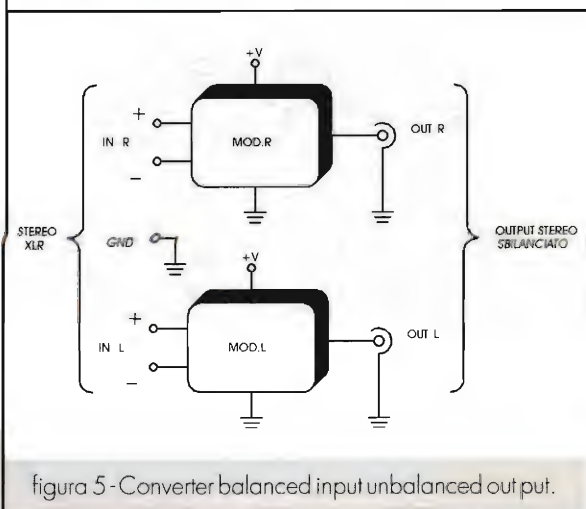 +V
+
IN R
−
MOD.R
OUT R
STEREO
XLR
GND
OUTPUT STEREO
SBILANCIATO
+V
+
IN L
−
MOD.L
OUT L
figura 5 - Converter balanced input unbalanced output.